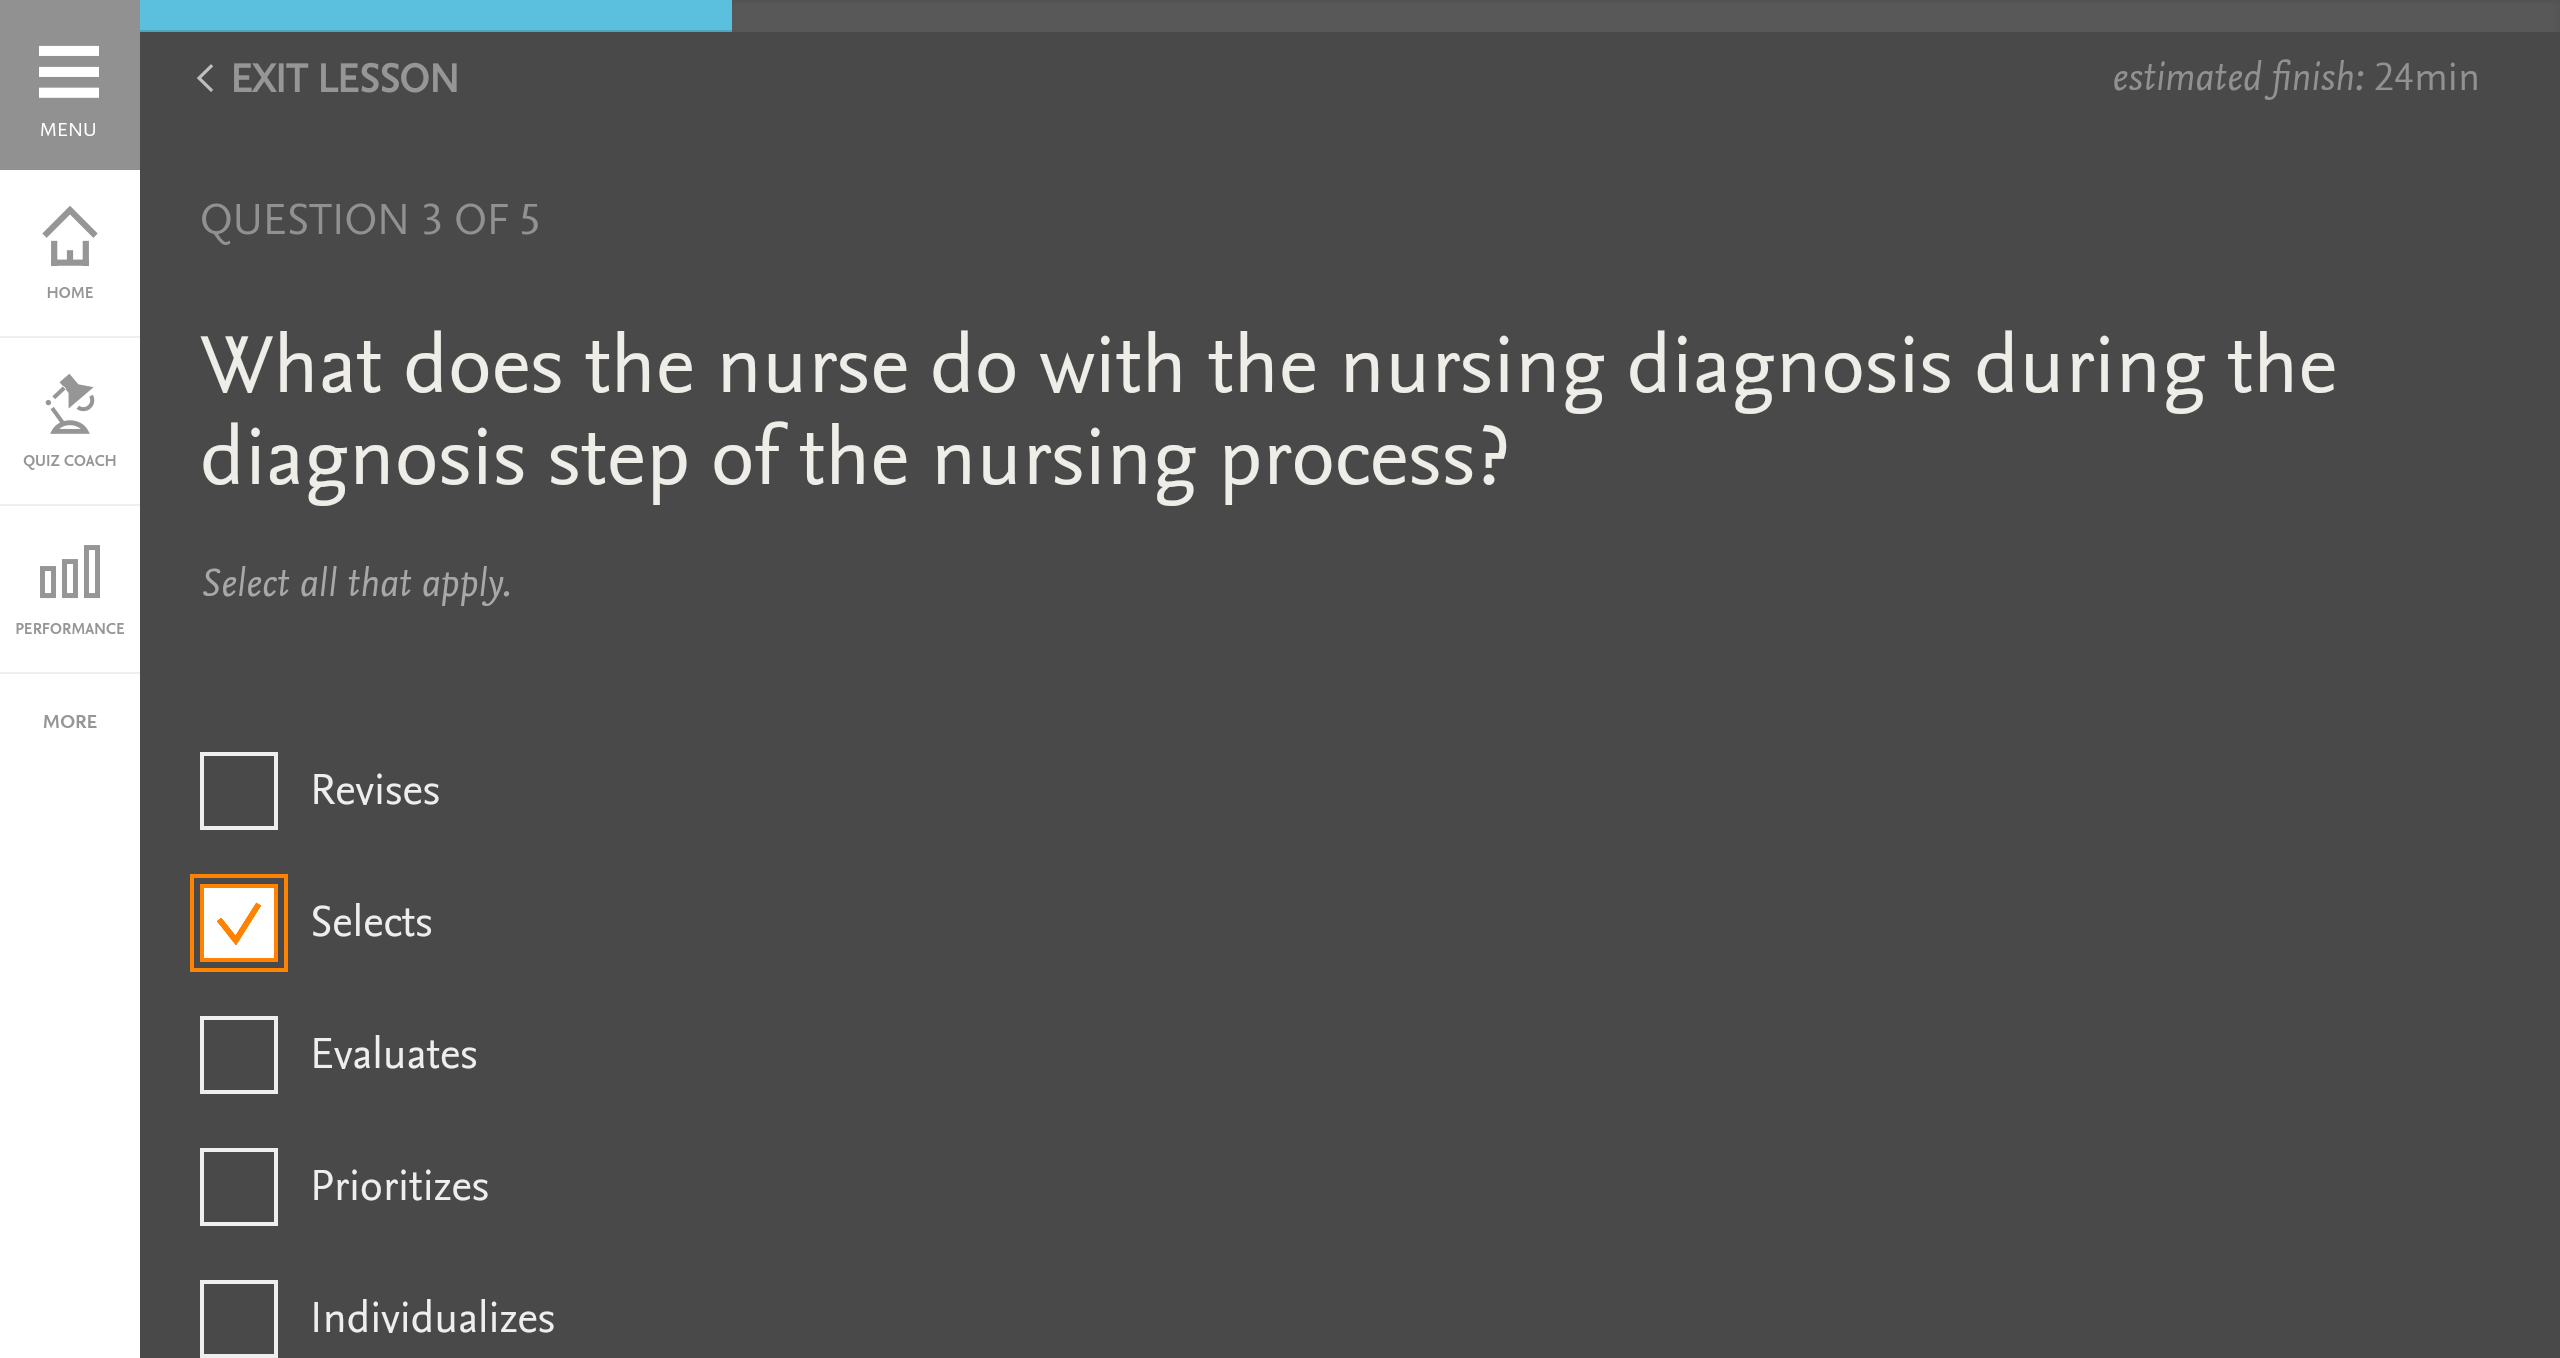 MENU
HOME
QUIZ COACH
PERFORMANCE
MORE
EXIT LESSON
estimated finish: 24min
QUESTION 3 OF 5
What does the nurse do with the nursing diagnosis during the
diagnosis step of the nursing process?
Select all that apply.
Revises
Selects
Evaluates
Prioritizes
Individualizes